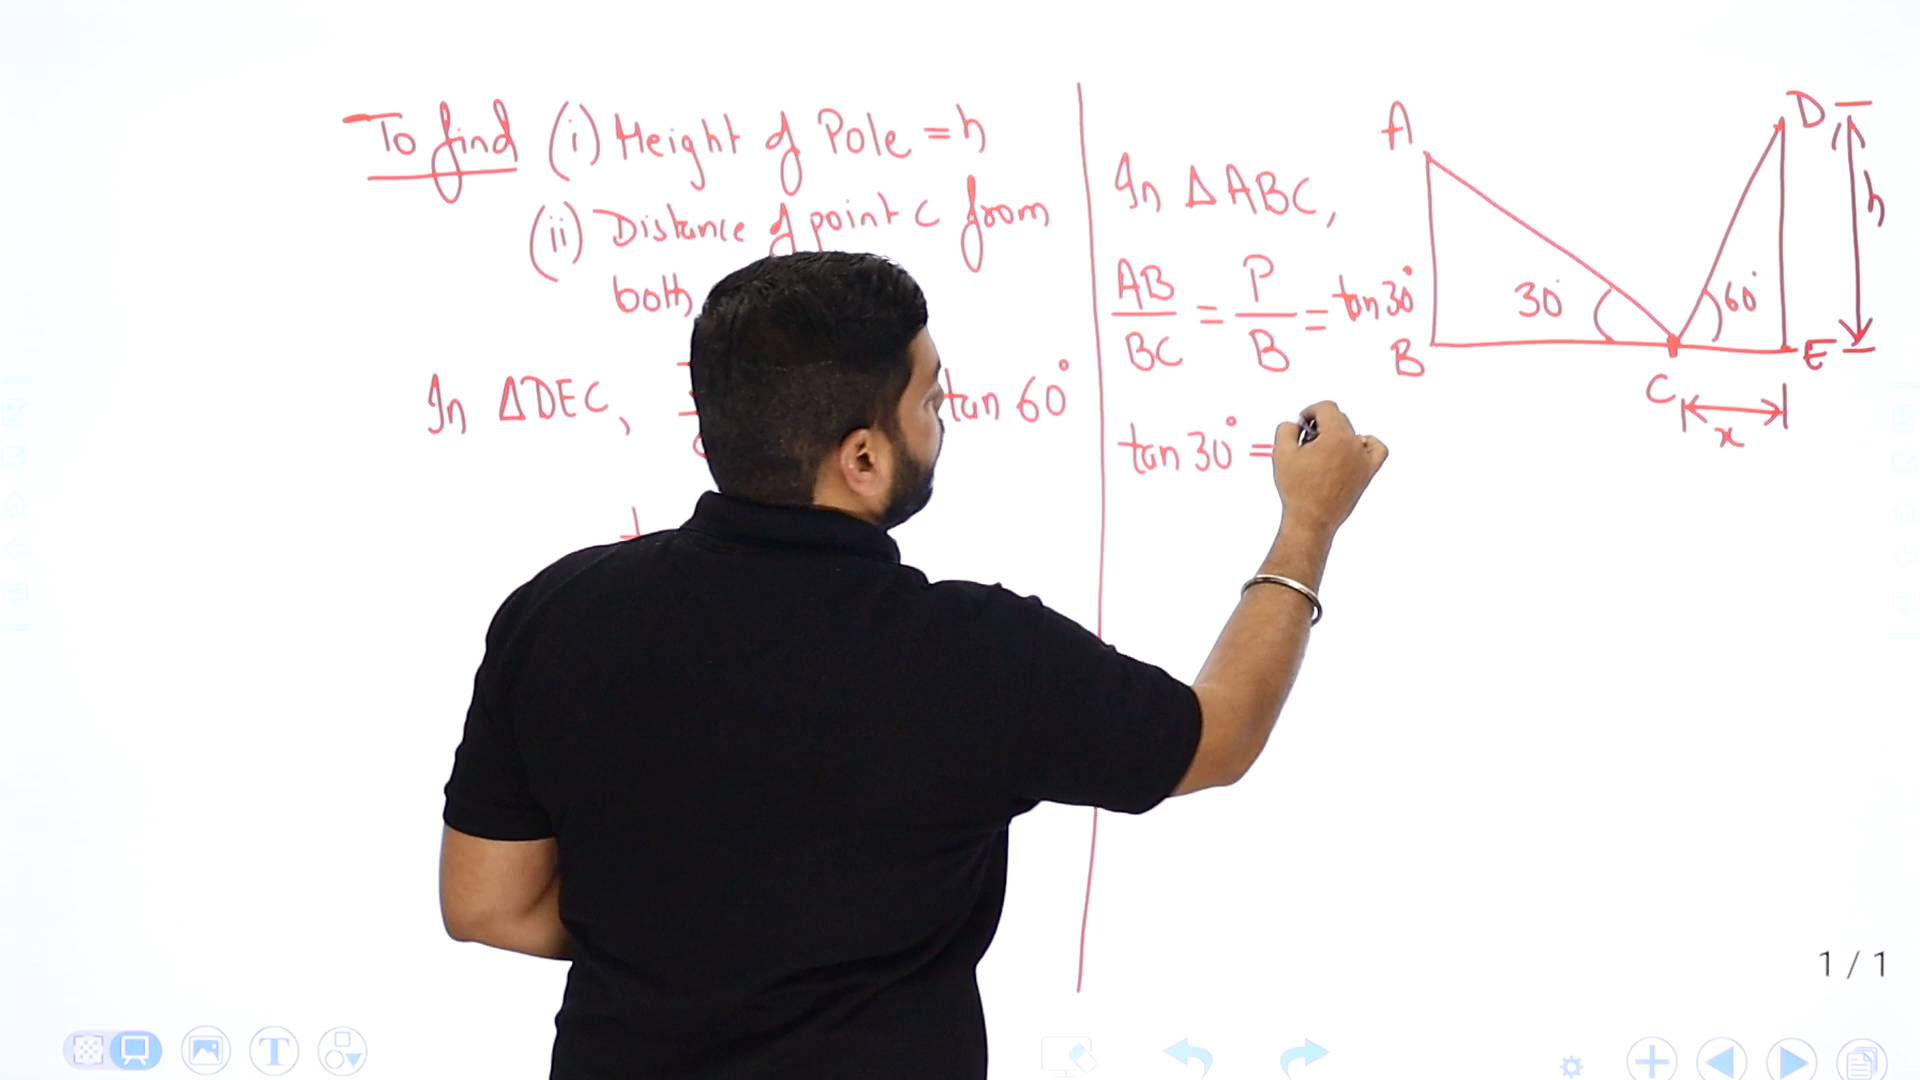 To find (i) Height of Pole = h
(ii) Distance of point C from
both
In ΔDEC, tan 60°
In ΔABC,
AB/BC = P/B = tan 30°
tan 30° =
A
B
C
D
E
30°
60°
h
x
1 / 1
T